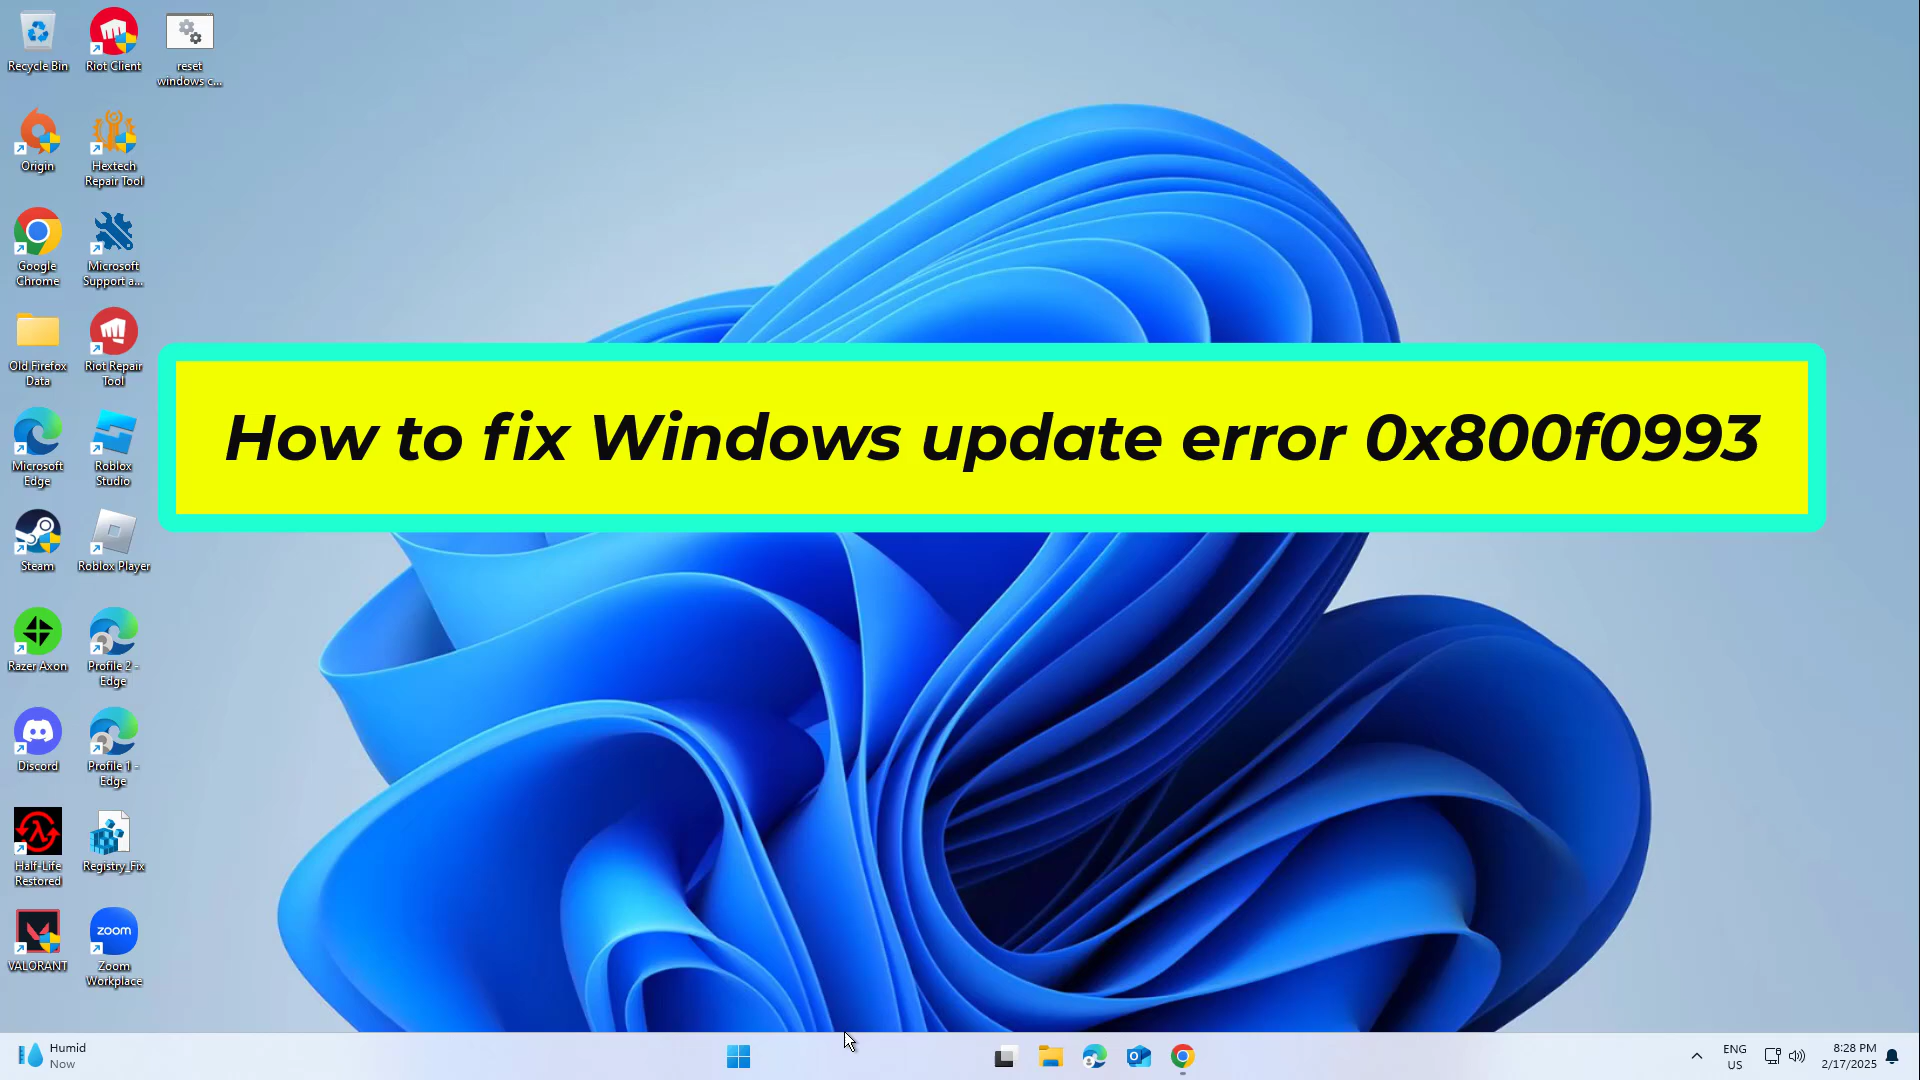 Recycle Bin
Riot Client
reset
windows c...
Origin
Hextech
Repair Tool
Google
Chrome
Microsoft
Support a...
Old Firefox
Data
Riot Repair
Tool
How to fix Windows update error 0x800f0993
Microsoft
Edge
Roblox
Studio
Steam
Roblox Player
Razer Axon
Profile 2 -
Edge
Discord
Profile 1 -
Edge
Half-Life
Restored
Registry_Fix
VALORANT
zoom
Zoom
Workplace
Humid
Now
ENG
US
8:28 PM
2/17/2025